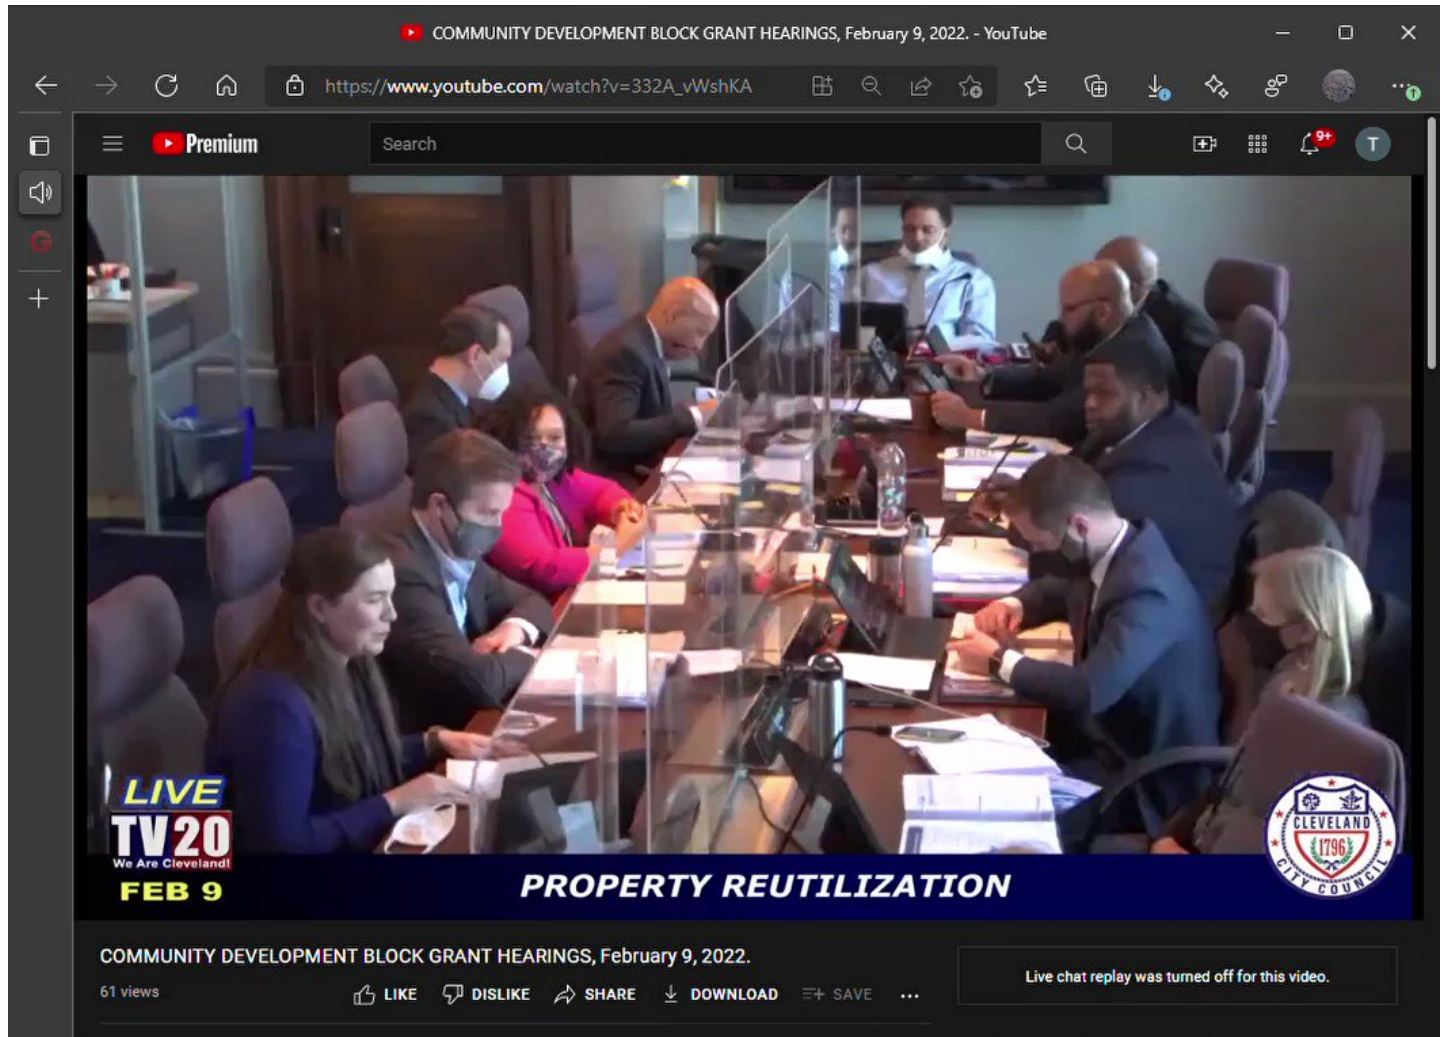 COMMUNITY DEVELOPMENT BLOCK GRANT HEARINGS, February 9, 2022. - YouTube
https://www.youtube.com/watch?v=332A_vWshKA
Premium
Search
9+
T
LIVE
TV20
We Are Cleveland!
FEB 9
PROPERTY REUTILIZATION
CLEVELAND
1796
CITY COUNCIL
COMMUNITY DEVELOPMENT BLOCK GRANT HEARINGS, February 9, 2022.
61 views
LIKE
DISLIKE
SHARE
DOWNLOAD
SAVE
Live chat replay was turned off for this video.